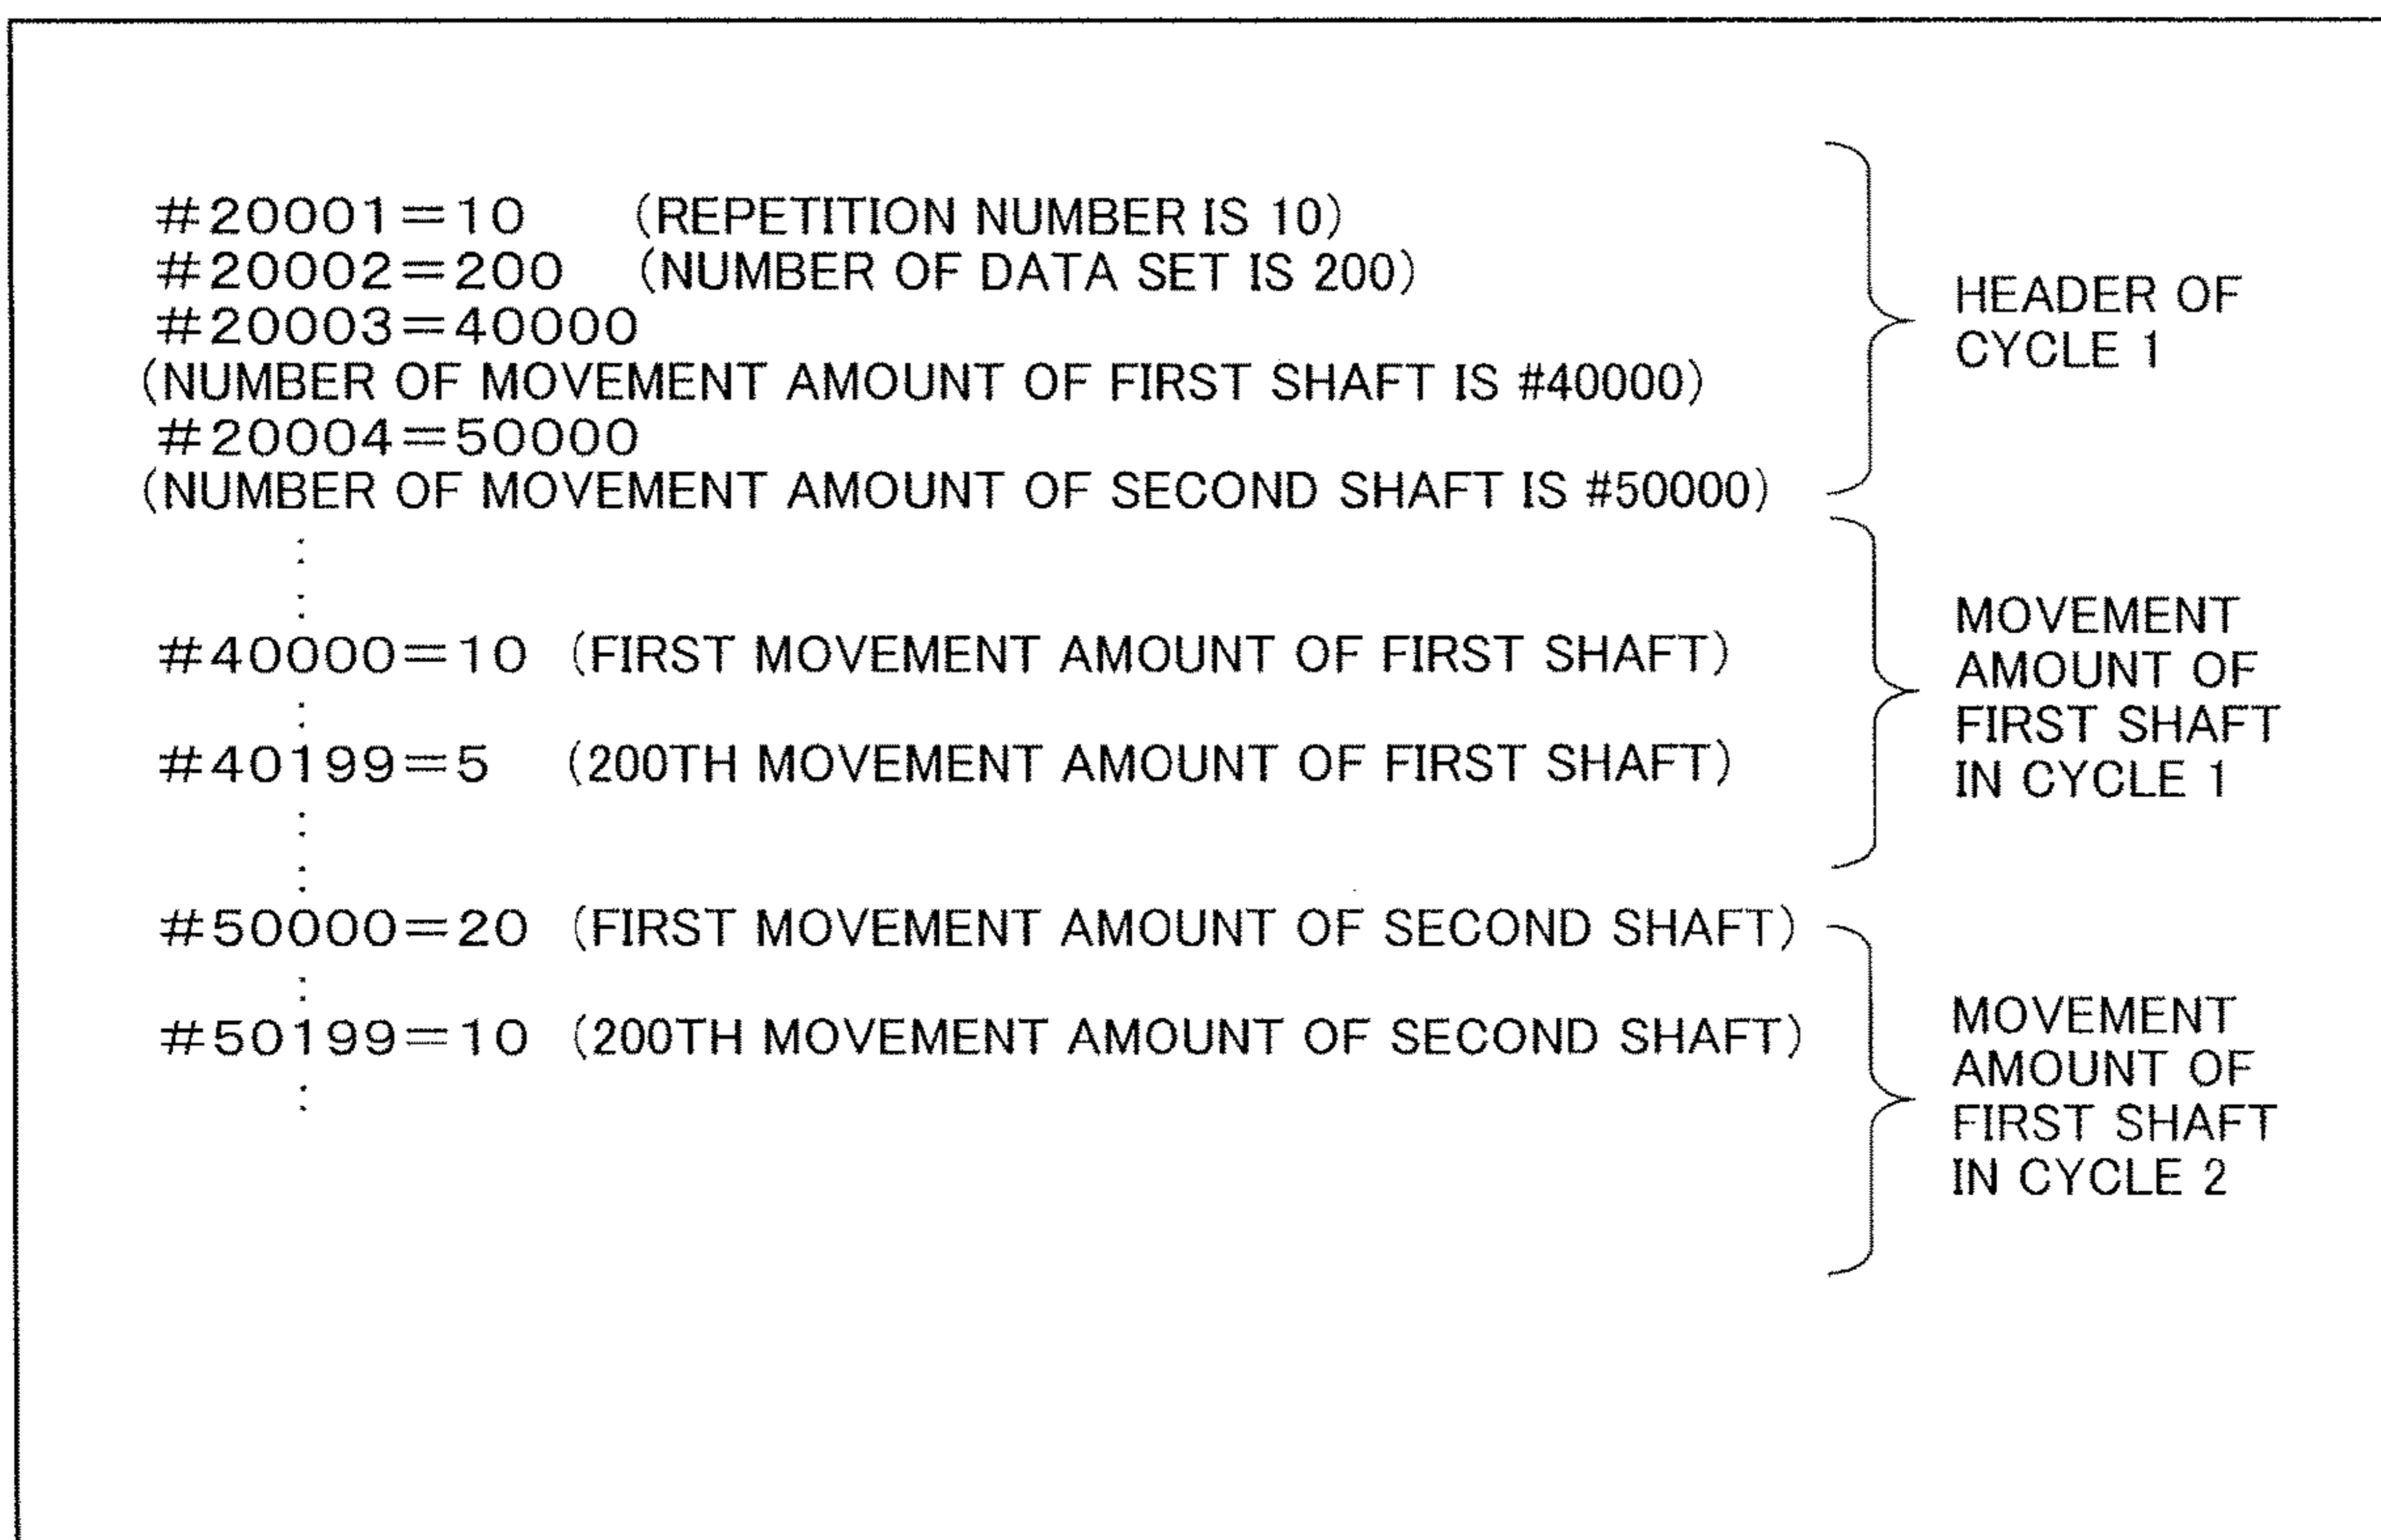 #20001=10 (REPETITION NUMBER IS 10)
#20002=200 (NUMBER OF DATA SET IS 200)
#20003=40000
(NUMBER OF MOVEMENT AMOUNT OF FIRST SHAFT IS #40000)
#20004=50000
(NUMBER OF MOVEMENT AMOUNT OF SECOND SHAFT IS #50000)
HEADER OF
CYCLE 1
#40000=10 (FIRST MOVEMENT AMOUNT OF FIRST SHAFT)
#40199=5 (200TH MOVEMENT AMOUNT OF FIRST SHAFT)
MOVEMENT
AMOUNT OF
FIRST SHAFT
IN CYCLE 1
#50000=20 (FIRST MOVEMENT AMOUNT OF SECOND SHAFT)
#50199=10 (200TH MOVEMENT AMOUNT OF SECOND SHAFT)
MOVEMENT
AMOUNT OF
FIRST SHAFT
IN CYCLE 2